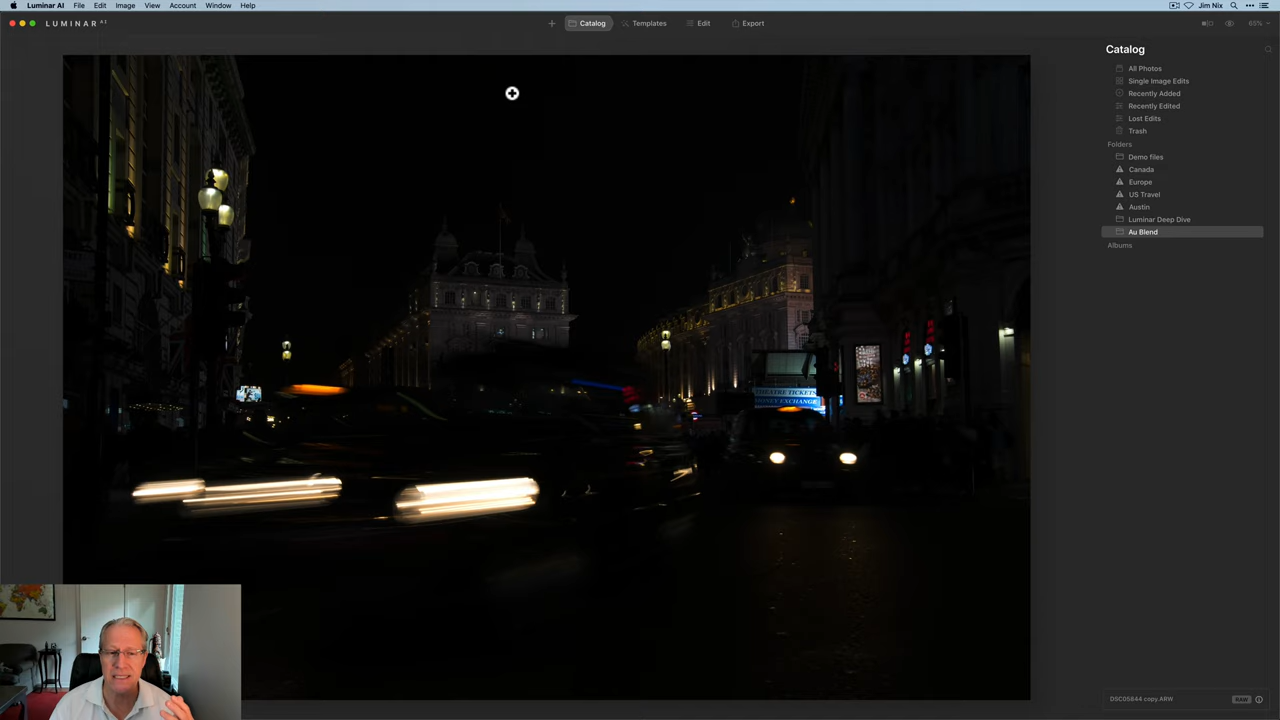 Luminar AI File Edit Image View Account Window Help Jim Nix
LUMINAR AI + Catalog Templates Edit Export 65%
Catalog
All Photos
Single Image Edits
Recently Added
Recently Edited
Lost Edits
Trash
Folders
Demo files
Canada
Europe
US Travel
Austin
Luminar Deep Dive
Au Blend
Albums
THEATRE TICKETS
MONEY EXCHANGE
DSC05844 copy.ARW RAW